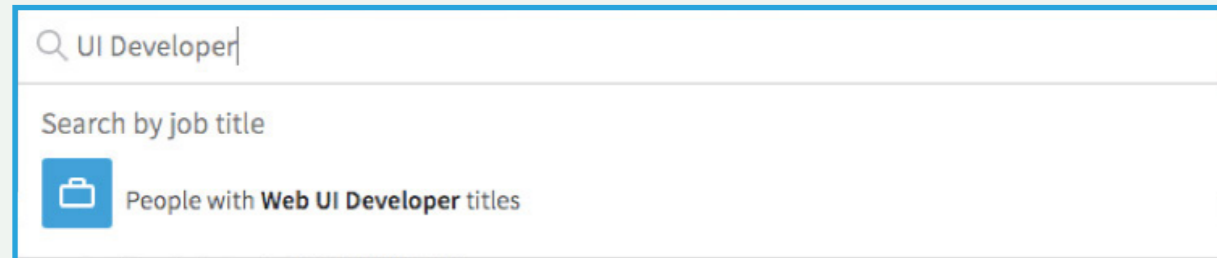 UI Developer
Search by job title
People with Web UI Developer titles